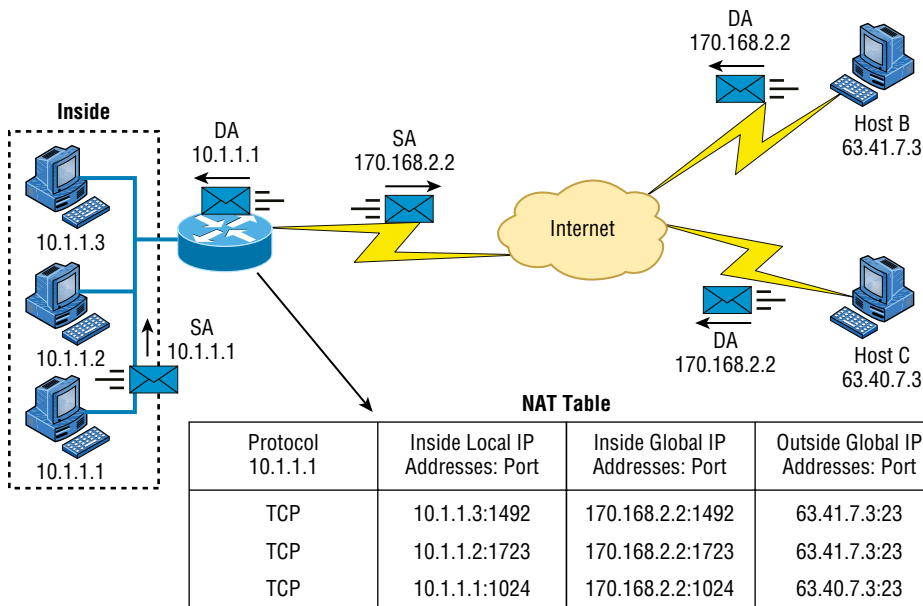 DA
170.168.2.2
Host B
63.41.7.3
Inside
DA
10.1.1.1
SA
170.168.2.2
10.1.1.3
Internet
10.1.1.2
SA
10.1.1.1
10.1.1.1
DA
170.168.2.2
Host C
63.40.7.3
NAT Table
Protocol
10.1.1.1
Inside Local IP
Addresses: Port
Inside Global IP
Addresses: Port
Outside Global IP
Addresses: Port
TCP 10.1.1.3:1492 170.168.2.2:1492 63.41.7.3:23
TCP 10.1.1.2:1723 170.168.2.2:1723 63.41.7.3:23
TCP 10.1.1.1:1024 170.168.2.2:1024 63.40.7.3:23